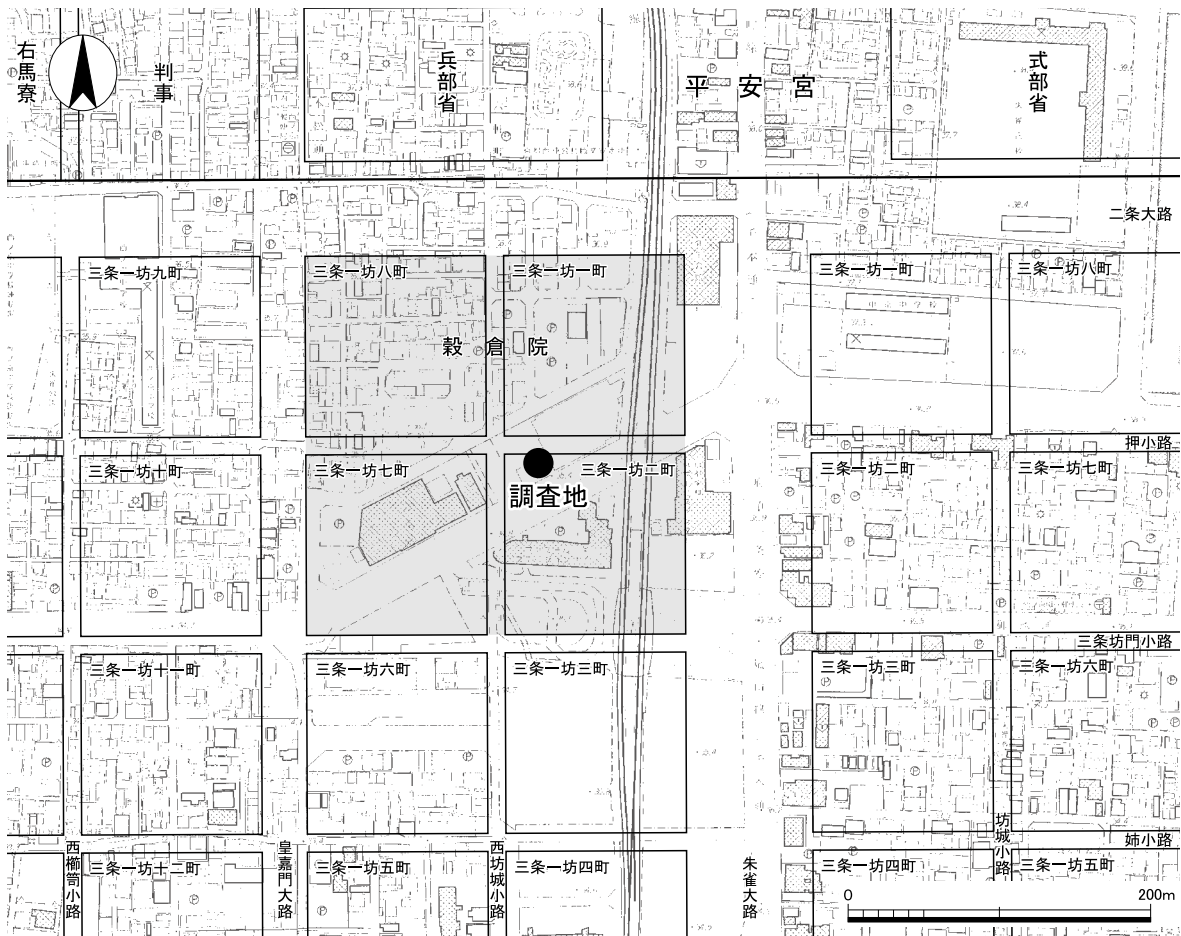 右馬寮
判事
兵部省
平安宮
式部省
二条大路
三条一坊九町
三条一坊八町
三条一坊一町
三条一坊一町
三条一坊八町
穀倉院
押小路
三条一坊十町
三条一坊七町
三条一坊二町
三条一坊二町
三条一坊七町
調査地
三条坊門小路
三条一坊十一町
三条一坊六町
三条一坊三町
三条一坊三町
三条一坊六町
姉小路
三条一坊十二町
三条一坊五町
三条一坊四町
三条一坊四町
三条一坊五町
西櫛笥小路
皇嘉門大路
西坊城小路
朱雀大路
坊城小路
0 200m